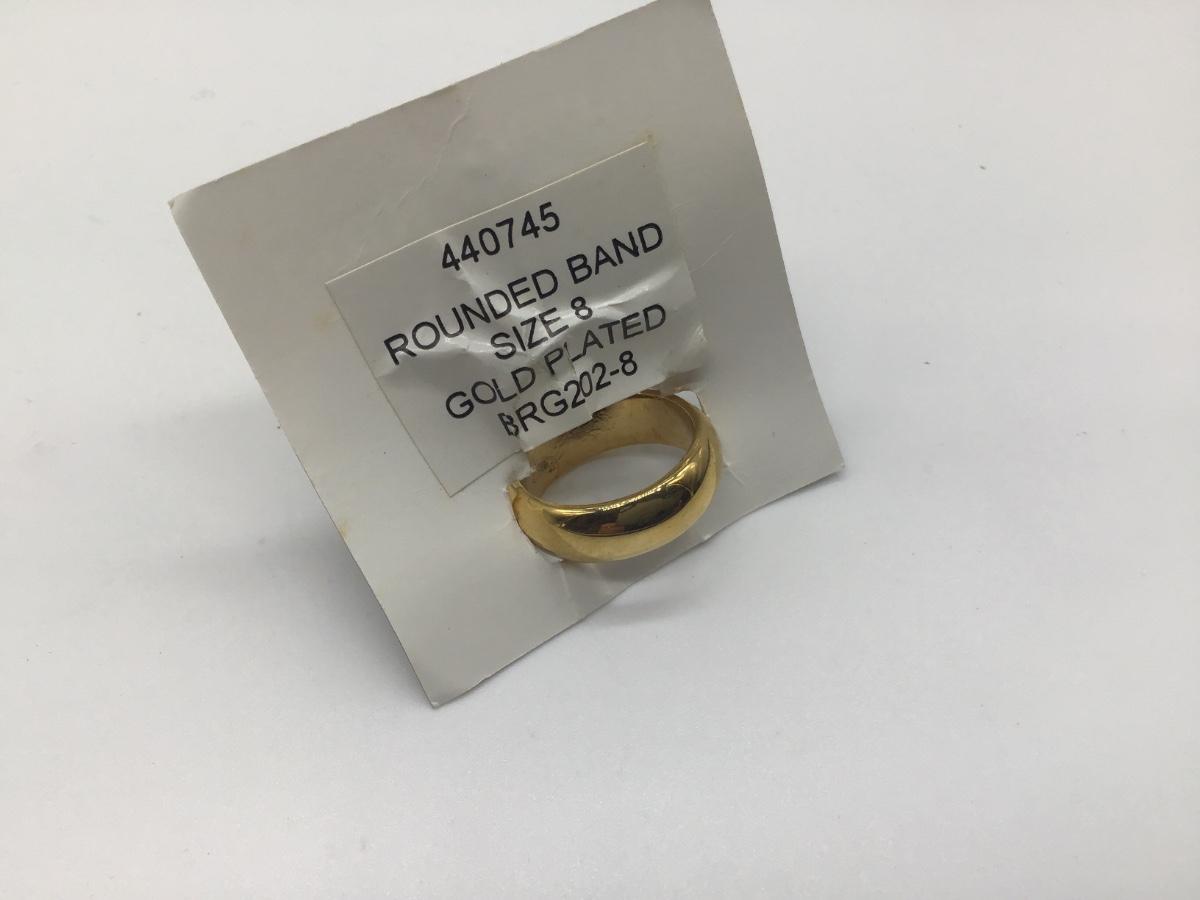 440745
ROUNDED BAND
SIZE 8
GOLD PLATED
BRG202-8